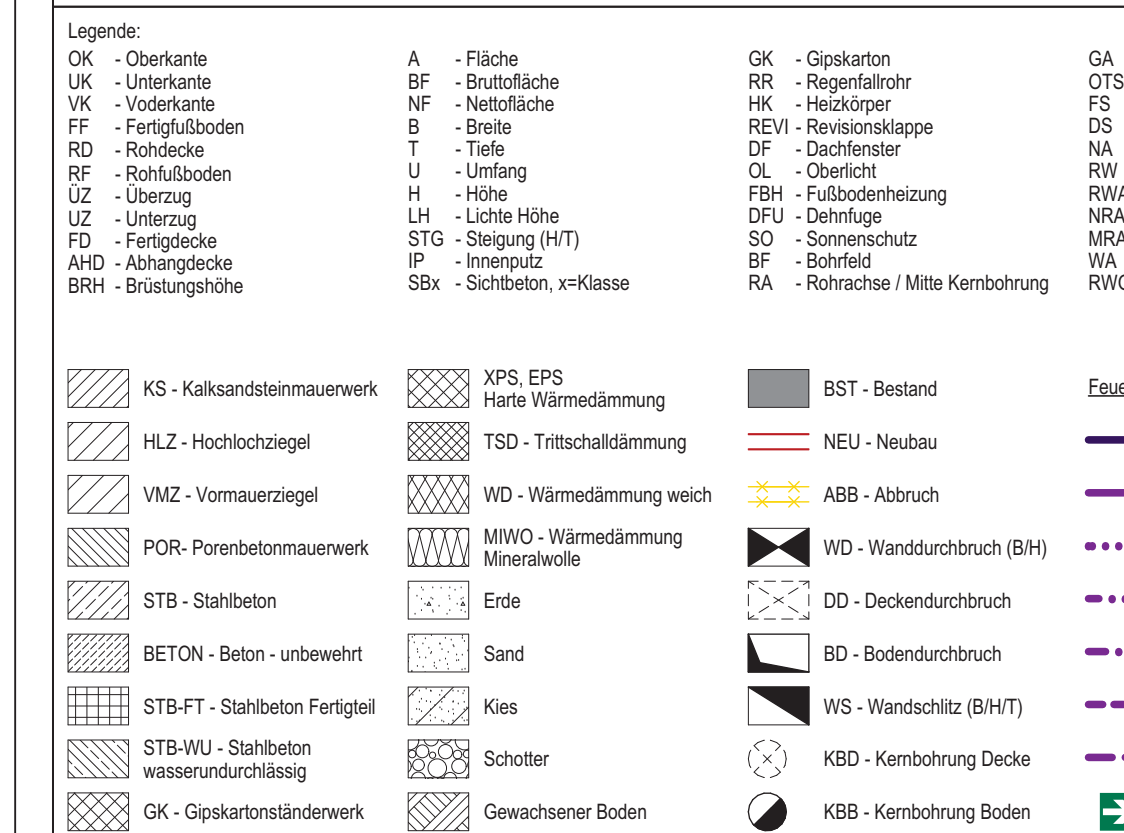 Legende:
OK - Oberkante
UK - Unterkante
VK - Voderkante
FF - Fertigfußboden
RD - Rohdecke
RF - Rohfußboden
ÜZ - Überzug
UZ - Unterzug
FD - Fertigdecke
AHD - Abhangdecke
BRH - Brüstungshöhe
A - Fläche
BF - Bruttofläche
NF - Nettofläche
B - Breite
T - Tiefe
U - Umfang
H - Höhe
LH - Lichte Höhe
STG - Steigung (H/T)
IP - Innenputz
SBx - Sichtbeton, x=Klasse
GK - Gipskarton
RR - Regenfallrohr
HK - Heizkörper
REVI - Revisionsklappe
DF - Dachfenster
OL - Oberlicht
FBH - Fußbodenheizung
DFU - Dehnfuge
SO - Sonnenschutz
BF - Bohrfeld
RA - Rohrachse / Mitte Kernbohrung
GA
OTS
FS
DS
NA
RW
RWA
NRA
MRA
WA
KS - Kalksandsteinmauerwerk
HLZ - Hochlochziegel
VMZ - Vormauerziegel
POR- Porenbetonmauerwerk
STB - Stahlbeton
BETON - Beton - unbewehrt
STB-FT - Stahlbeton Fertigteil
STB-WU - Stahlbeton
wasserundurchlässig
GK - Gipskartonständerwerk
XPS, EPS
Harte Wärmedämmung
TSD - Trittschalldämmung
WD - Wärmedämmung weich
MIWO - Wärmedämmung
Mineralwolle
Erde
Sand
Kies
Schotter
Gewachsener Boden
BST - Bestand
NEU - Neubau
ABB - Abbruch
WD - Wanddurchbruch (B/H)
DD - Deckendurchbruch
BD - Bodendurchbruch
WS - Wandschlitz (B/H/T)
KBD - Kernbohrung Decke
KBB - Kernbohrung Boden